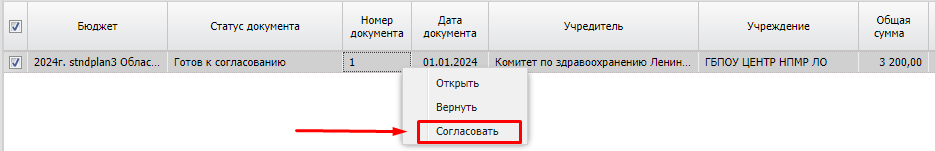 Бюджет Статус документа Номер документа Дата документа Учредитель Учреждение Общая сумма
2024г. stndplan3 Облас... Готов к согласованию 1 01.01.2024 Комитет по здравоохранению Ленин... ГБПОУ ЦЕНТР НПМР ЛО 3 200,00
Открыть
Вернуть
Согласовать